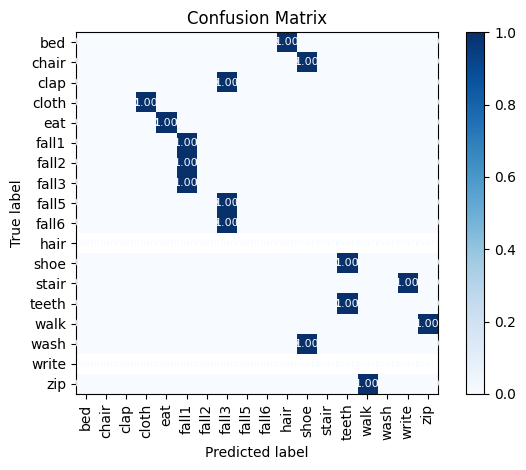 Confusion Matrix
True label
bed 1.00
chair 1.00
clap 1.00
cloth 1.00
eat 1.00
fall1 1.00
fall2 1.00
fall3 1.00
fall5 1.00
fall6 1.00
hair
shoe 1.00
stair 1.00
teeth 1.00
walk 1.00
wash 1.00
write
zip 1.00
bed chair clap cloth eat fall1 fall2 fall3 fall5 fall6 hair shoe stair teeth walk wash write zip
Predicted label
1.0
0.8
0.6
0.4
0.2
0.0